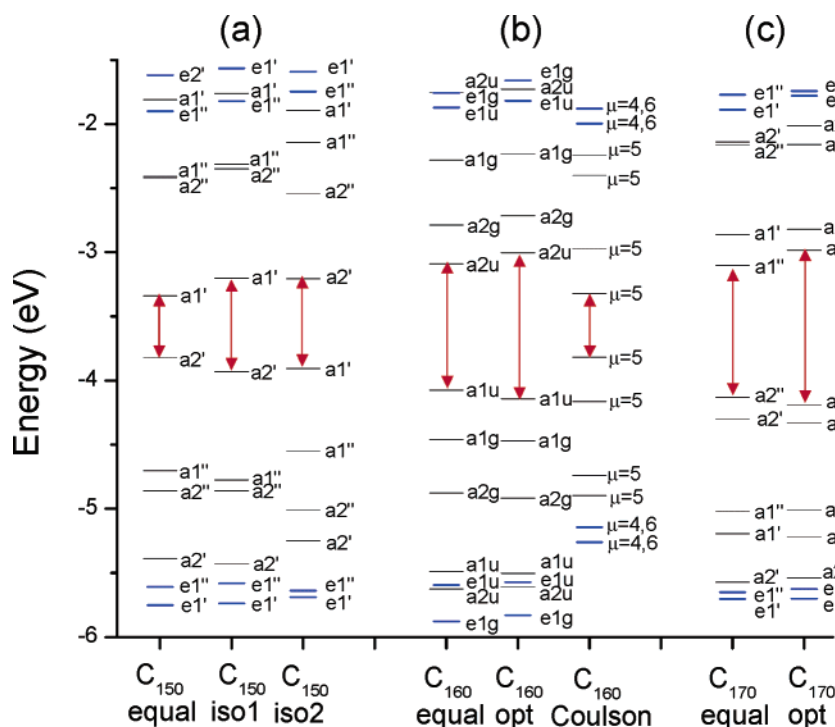 (a) (b) (c)
Energy (eV)
-2
-3
-4
-5
-6
e2'
a1'
e1''
a1''
a2''
a1'
a2'
a1''
a2''
a2'
e1''
e1'
e1'
a1'
e1''
a1''
a2''
a1'
a2'
a1''
a2''
a2'
e1''
e1'
e1'
e1''
a1'
a1''
a2''
a2'
a1'
a1''
a2''
a2'
e1''
e1'
a2u
e1g
e1u
a1g
a2g
a2u
a1u
a1g
a2g
a1u
e1u
a2u
e1g
e1g
a2u
e1u
a1g
a2g
a2u
a1u
a1g
a2g
a1u
e1u
a2u
e1g
μ=4,6
μ=4,6
μ=5
μ=5
μ=5
μ=5
μ=5
μ=5
μ=5
μ=5
μ=4,6
μ=4,6
e1''
e1'
a2'
a2''
a1'
a1''
a2''
a2'
a1''
a1'
a2'
e1''
e1'
C150 equal
C150 iso1
C150 iso2
C160 equal
C160 opt
C160 Coulson
C170 equal
C170 opt